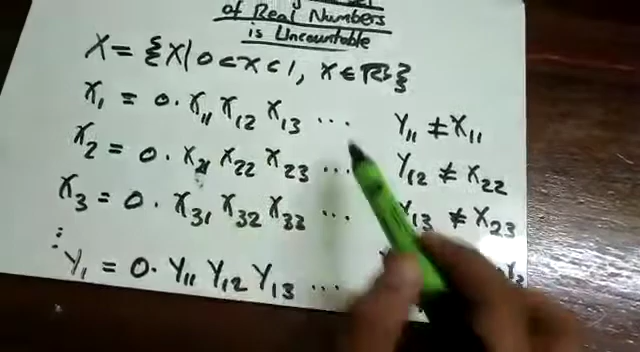 of Real Numbers
is Uncountable
X = {x | 0 < x < 1, x ∈ R}
x₁ = 0. x₁₁ x₁₂ x₁₃ ...
y₁₁ ≠ x₁₁
x₂ = 0. x₂₁ x₂₂ x₂₃ ...
y₁₂ ≠ x₂₂
x₃ = 0. x₃₁ x₃₂ x₃₃ ...
y₁₃ ≠ x₂₃
⋮
y₁ = 0. y₁₁ y₁₂ y₁₃ ...